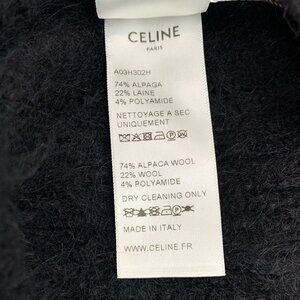 CELINE
PARIS
A03H302H
74% ALPAGA
22% LAINE
4% POLYAMIDE
NETTOYAGE A SEC
UNIQUEMENT
74% ALPACA WOOL
22% WOOL
4% POLYAMIDE
DRY CLEANING ONLY
MADE IN ITALY
WWW.CELINE.FR